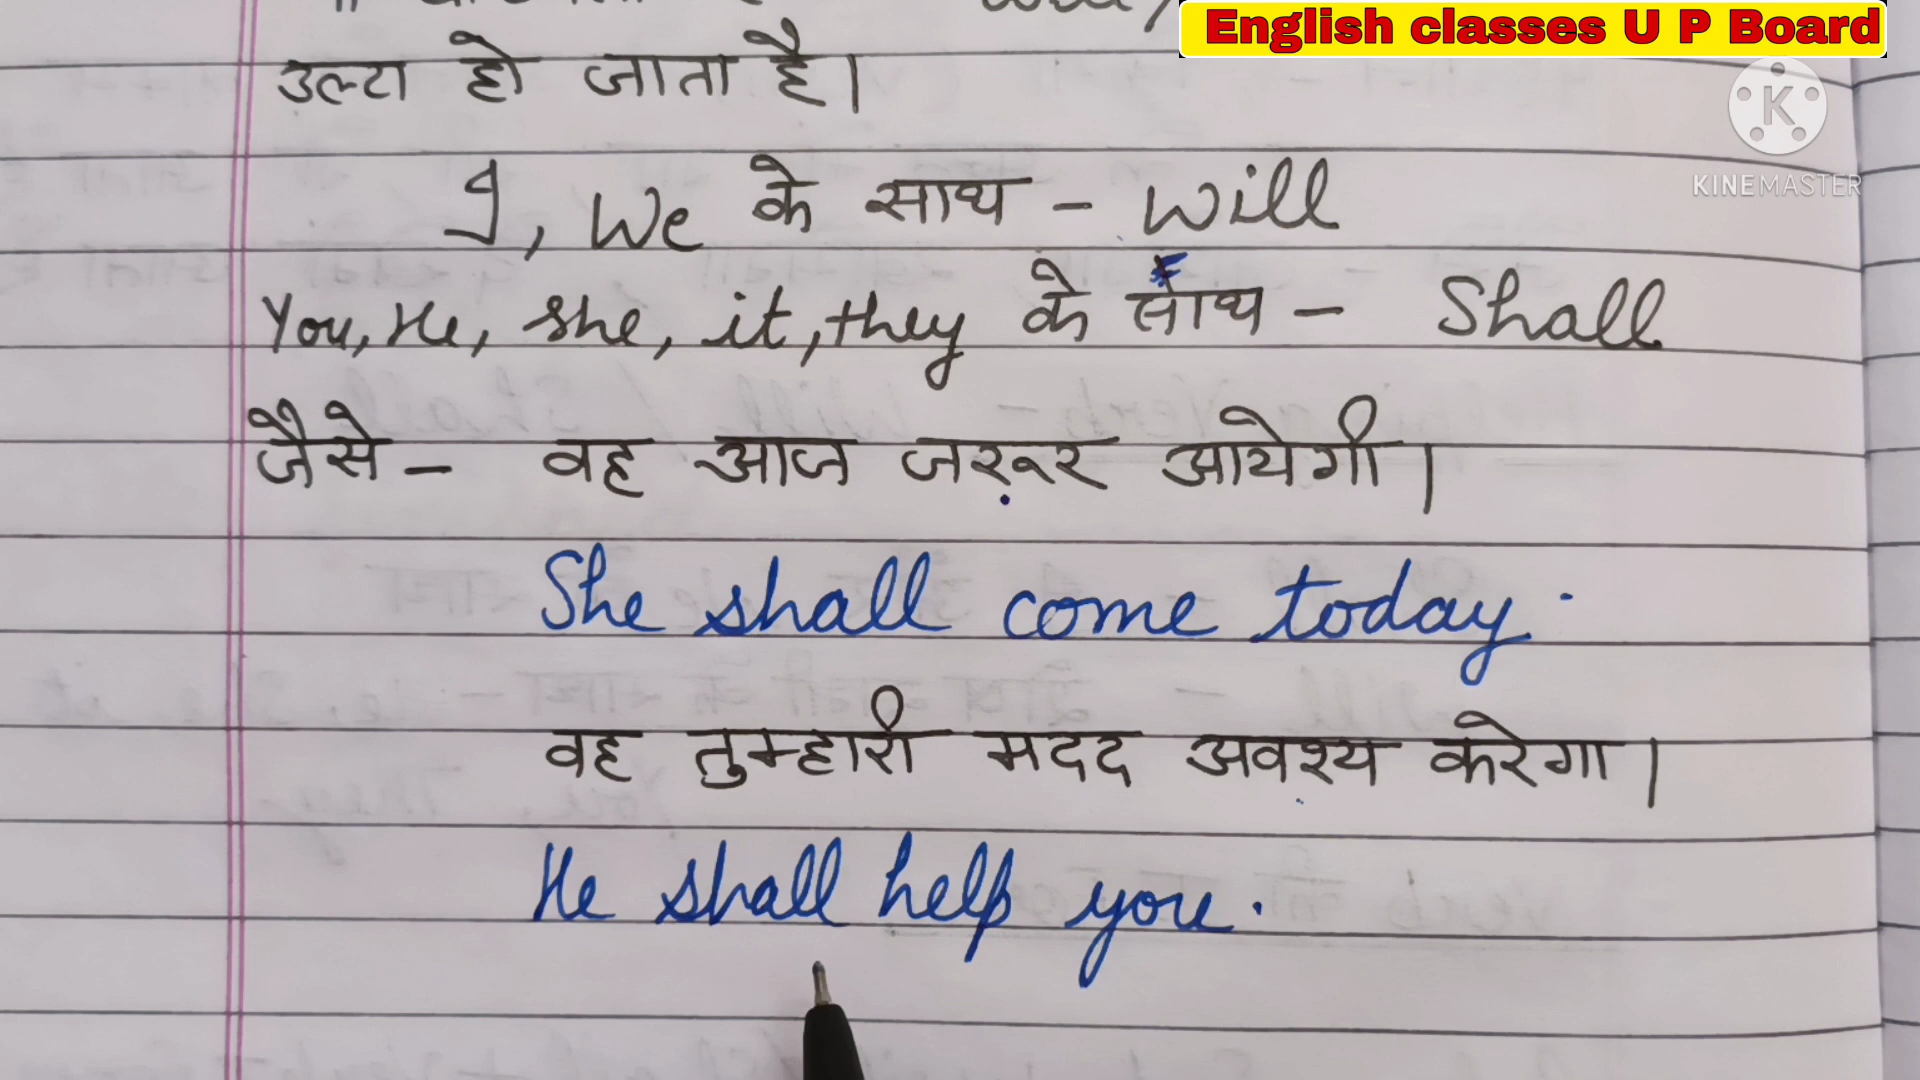 English classes U P Board
उल्टा हो जाता है।
KINEMASTER
I, We के साथ - Will
You, He, she, it, they के साथ - Shall
जैसे - वह आज जरूर आयेगी।
She shall come today.
वह तुम्हारी मदद अवश्य करेगा।
He shall help you.